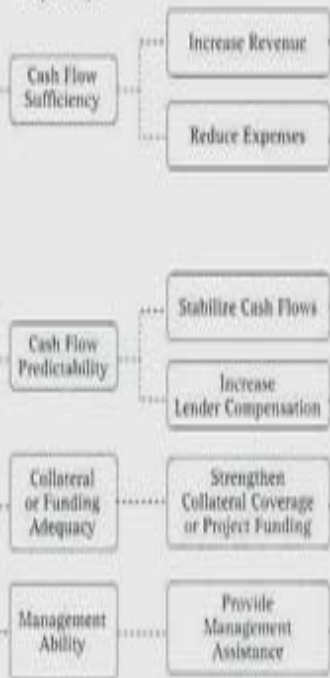 Increase Revenue
Cash Flow
Sufficiency
Reduce Expenses
Stabilize Cash Flows
Cash Flow
Predictability
Increase
Lender Compensation
Collateral
or Funding
Adequacy
Strengthen
Collateral Coverage
or Project Funding
Management
Ability
Provide
Management
Assistance